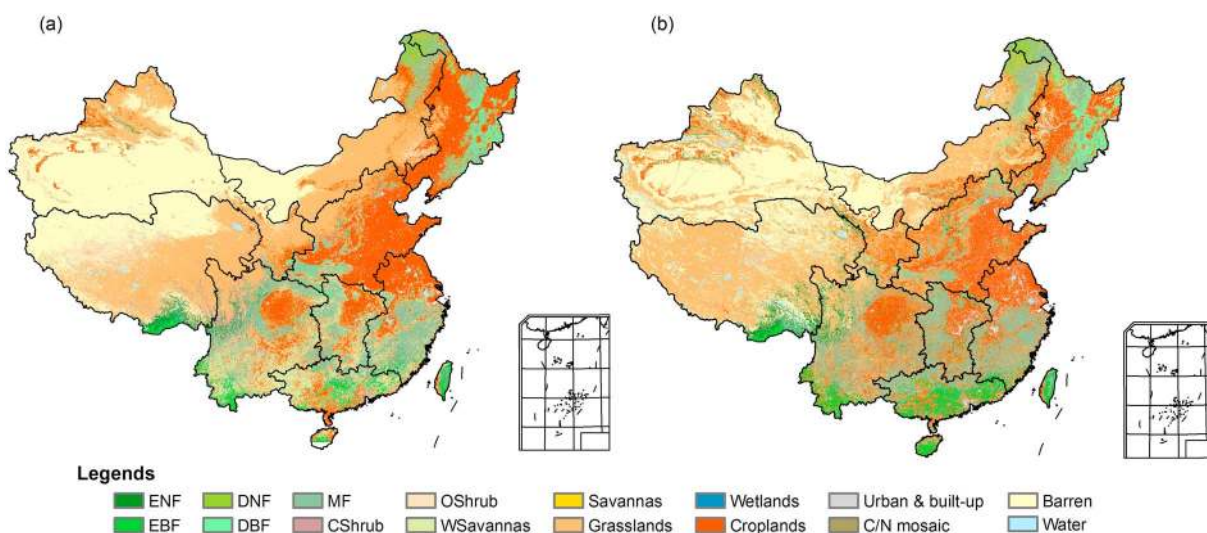 (a) (b)
Legends
ENF DNF MF OShrub Savannas Wetlands Urban & built-up Barren
EBF DBF CShrub WSavannas Grasslands Croplands C/N mosaic Water